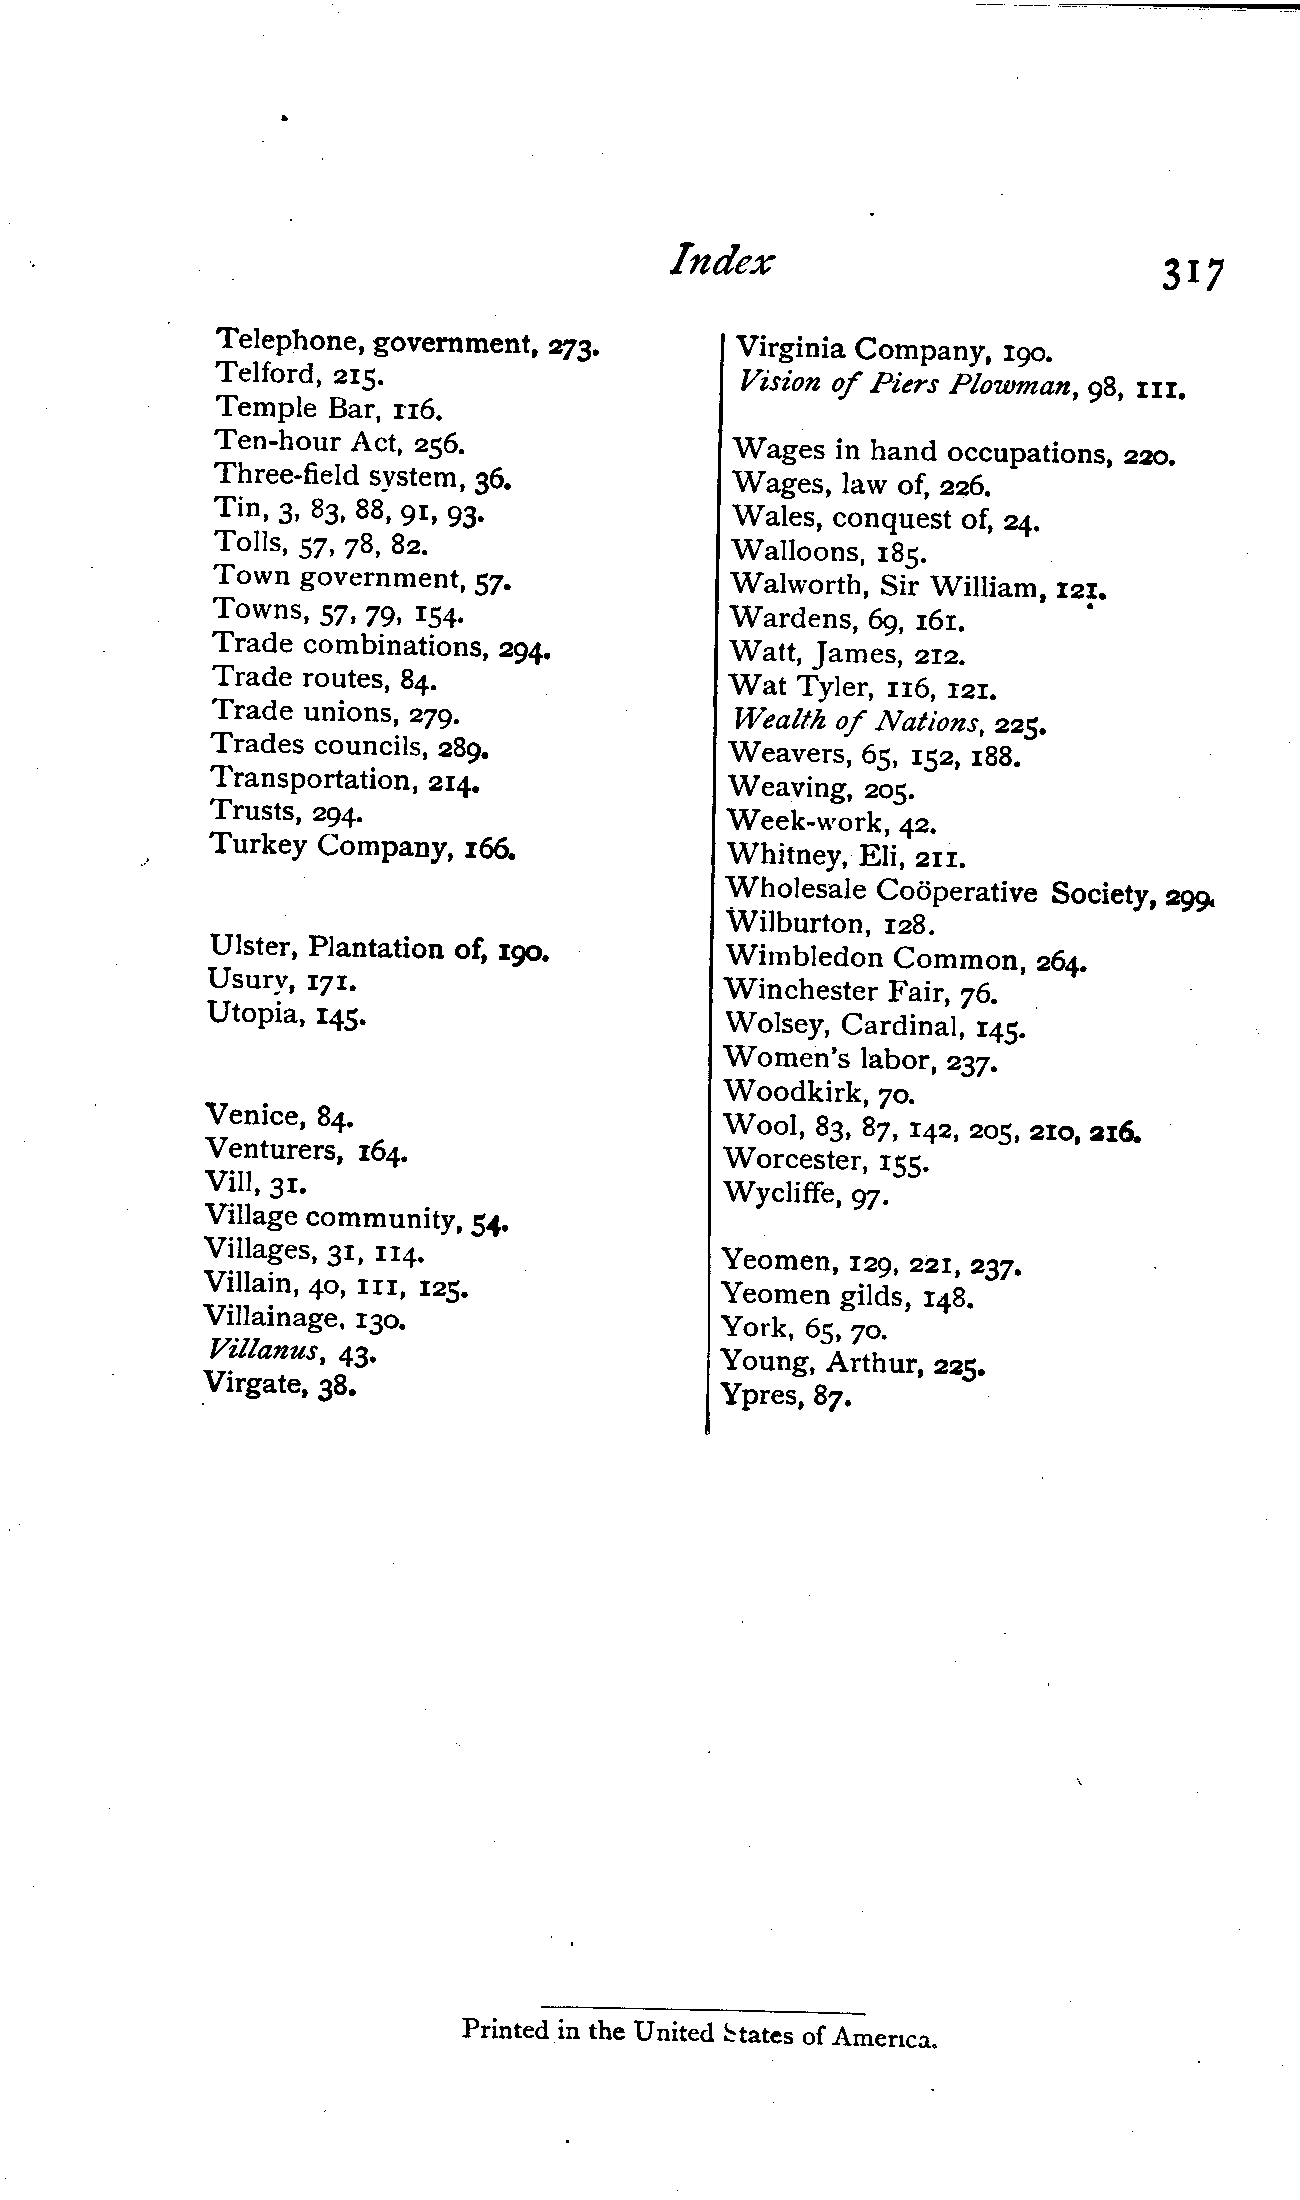 Index
317
Telephone, government, 273.
Telford, 215.
Temple Bar, 116.
Ten-hour Act, 256.
Three-field system, 36.
Tin, 3, 83, 88, 91, 93.
Tolls, 57, 78, 82.
Town government, 57.
Towns, 57, 79, 154.
Trade combinations, 294.
Trade routes, 84.
Trade unions, 279.
Trades councils, 289.
Transportation, 214.
Trusts, 294.
Turkey Company, 166.
Ulster, Plantation of, 190.
Usury, 171.
Utopia, 145.
Venice, 84.
Venturers, 164.
Vill, 31.
Village community, 54.
Villages, 31, 114.
Villain, 40, 111, 125.
Villainage, 130.
Villanus, 43.
Virgate, 38.
Virginia Company, 190.
Vision of Piers Plowman, 98, 111.
Wages in hand occupations, 220.
Wages, law of, 226.
Wales, conquest of, 24.
Walloons, 185.
Walworth, Sir William, 121.
Wardens, 69, 161.
Watt, James, 212.
Wat Tyler, 116, 121.
Wealth of Nations, 225.
Weavers, 65, 152, 188.
Weaving, 205.
Week-work, 42.
Whitney, Eli, 211.
Wholesale Coöperative Society, 299.
Wilburton, 128.
Wimbledon Common, 264.
Winchester Fair, 76.
Wolsey, Cardinal, 145.
Women's labor, 237.
Woodkirk, 70.
Wool, 83, 87, 142, 205, 210, 216.
Worcester, 155.
Wycliffe, 97.
Yeomen, 129, 221, 237.
Yeomen gilds, 148.
York, 65, 70.
Young, Arthur, 225.
Ypres, 87.
Printed in the United States of America.